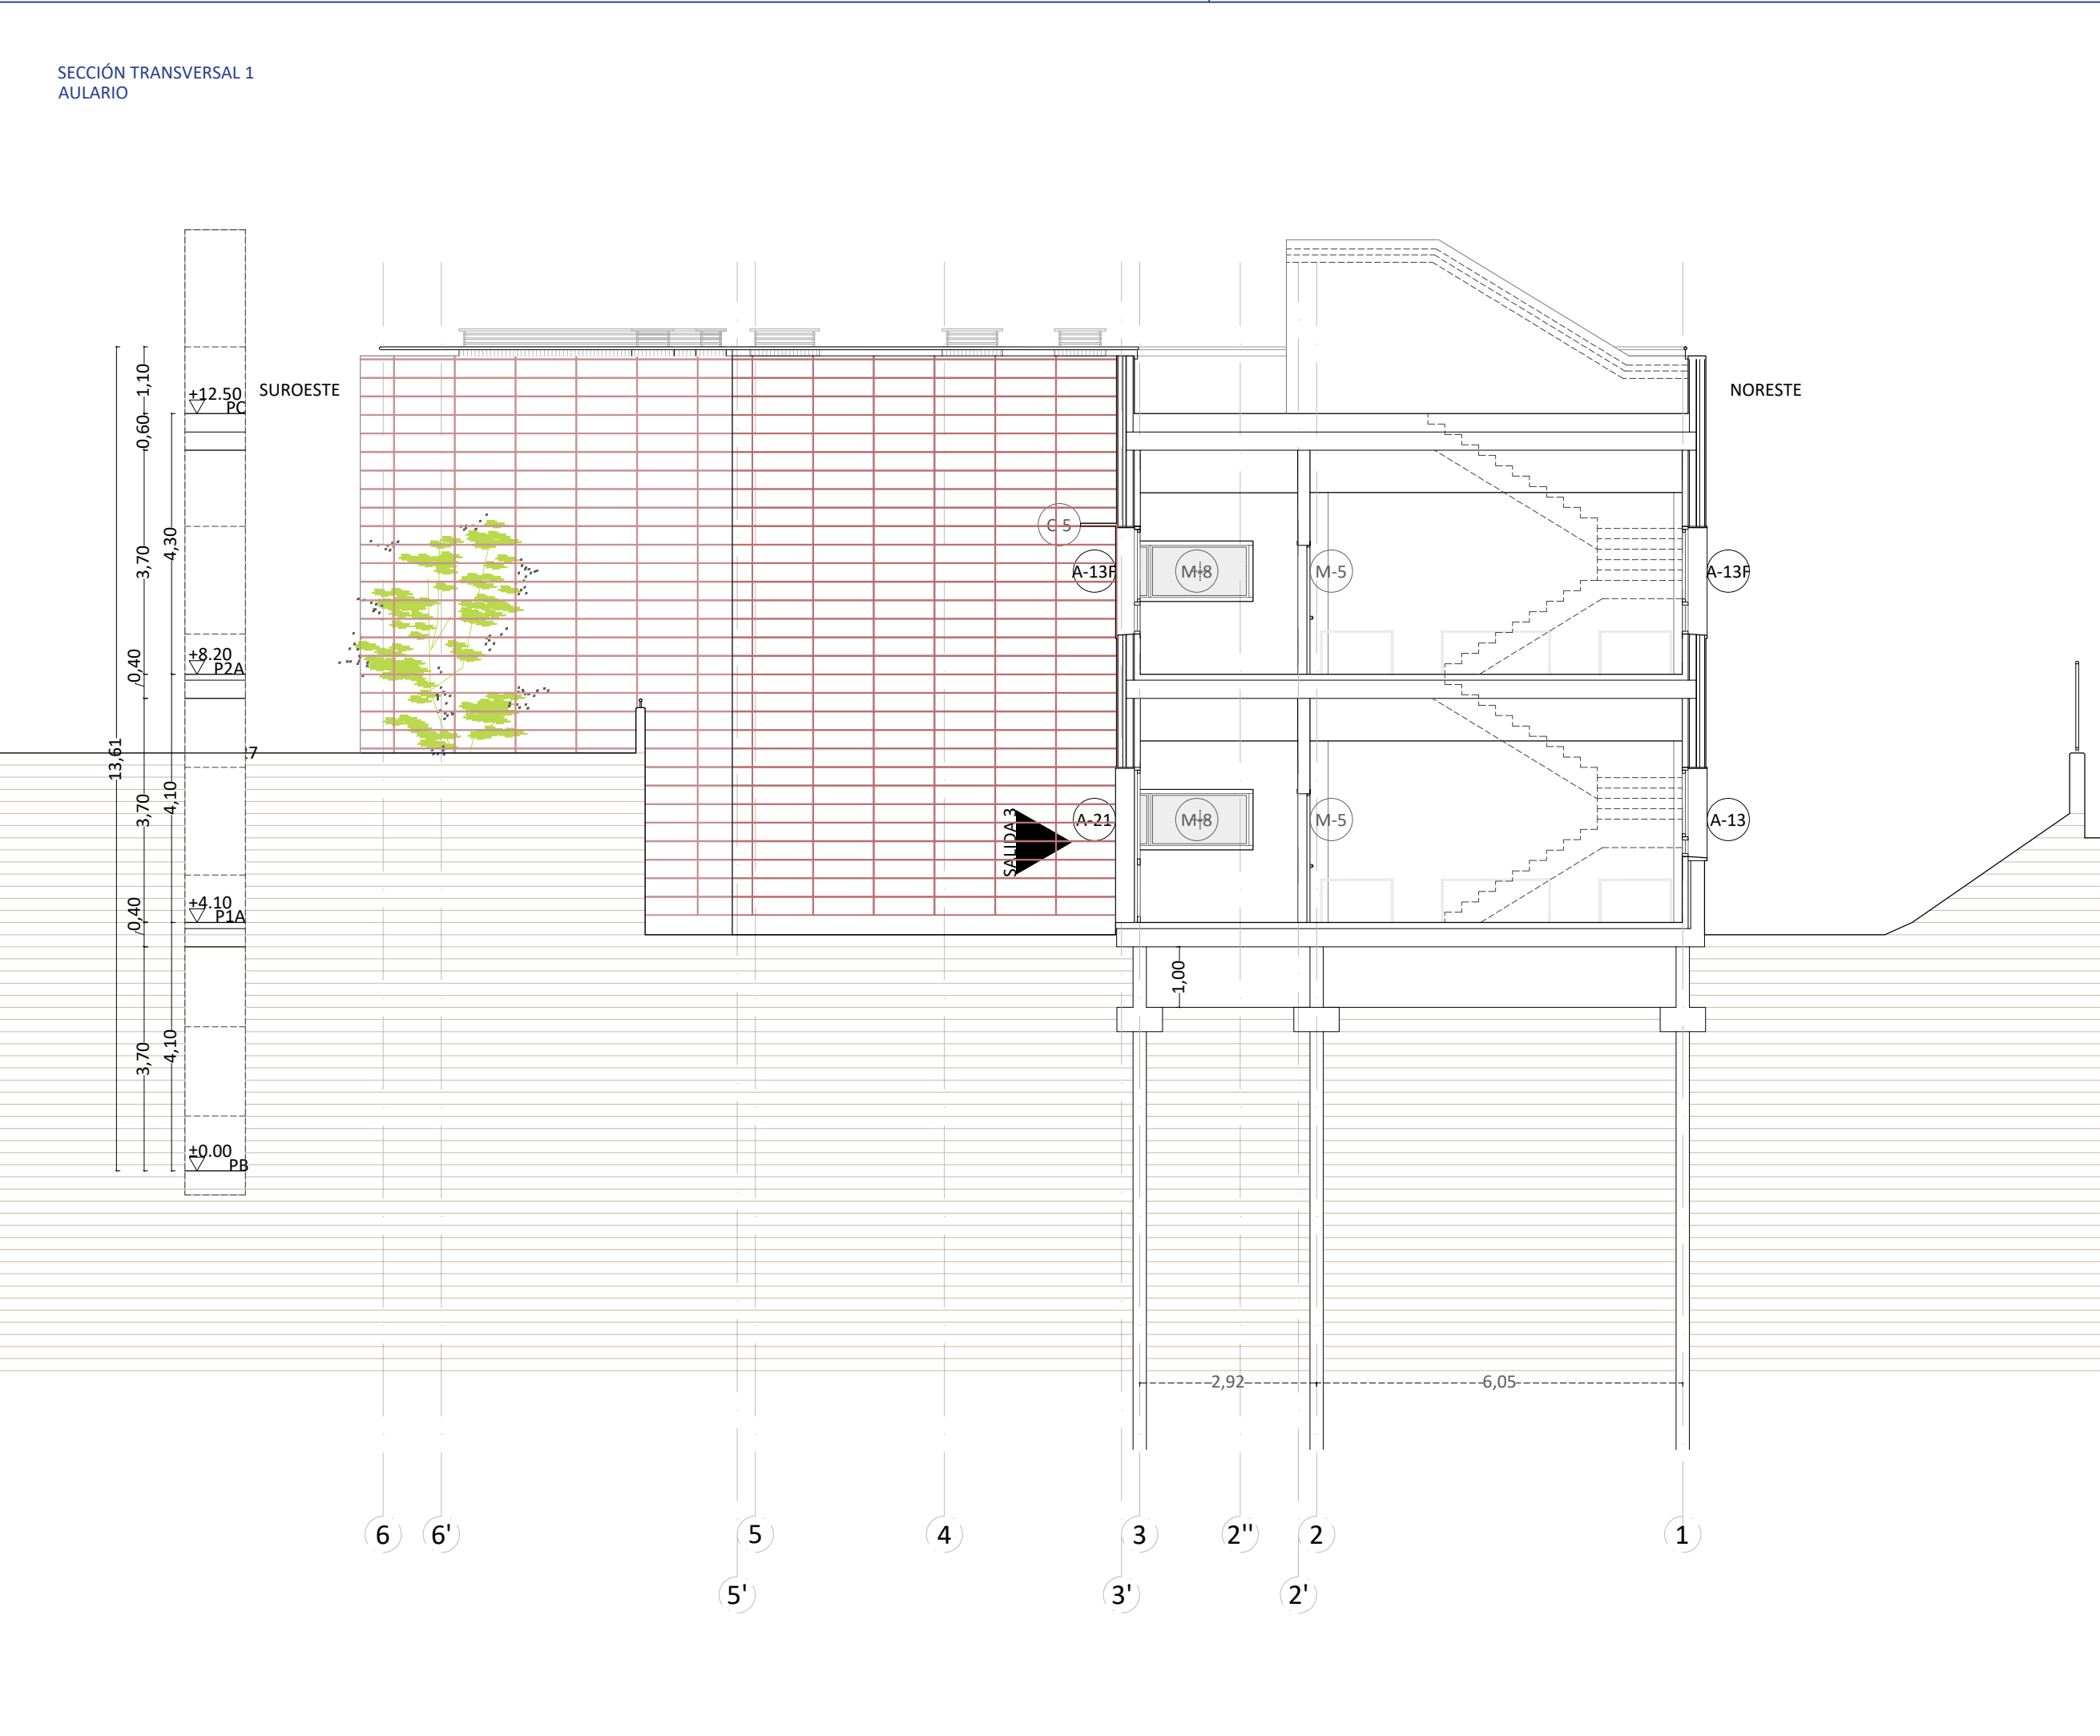 SECCIÓN TRANSVERSAL 1
AULARIO
SUROESTE
NORESTE
1,10
0,60
4,30
3,70
0,40
13,61
4,10
3,70
0,40
4,10
3,70
+12.50
PC
+8.20
P2A
+4.10
P1A
±0.00
PB
C-5
A-13F
M-8
M-5
A-13F
SALIDA 3
A-21
M-8
M-5
A-13
1,00
2,92
6,05
6
6'
5
4
3
2''
2
1
5'
3'
2'